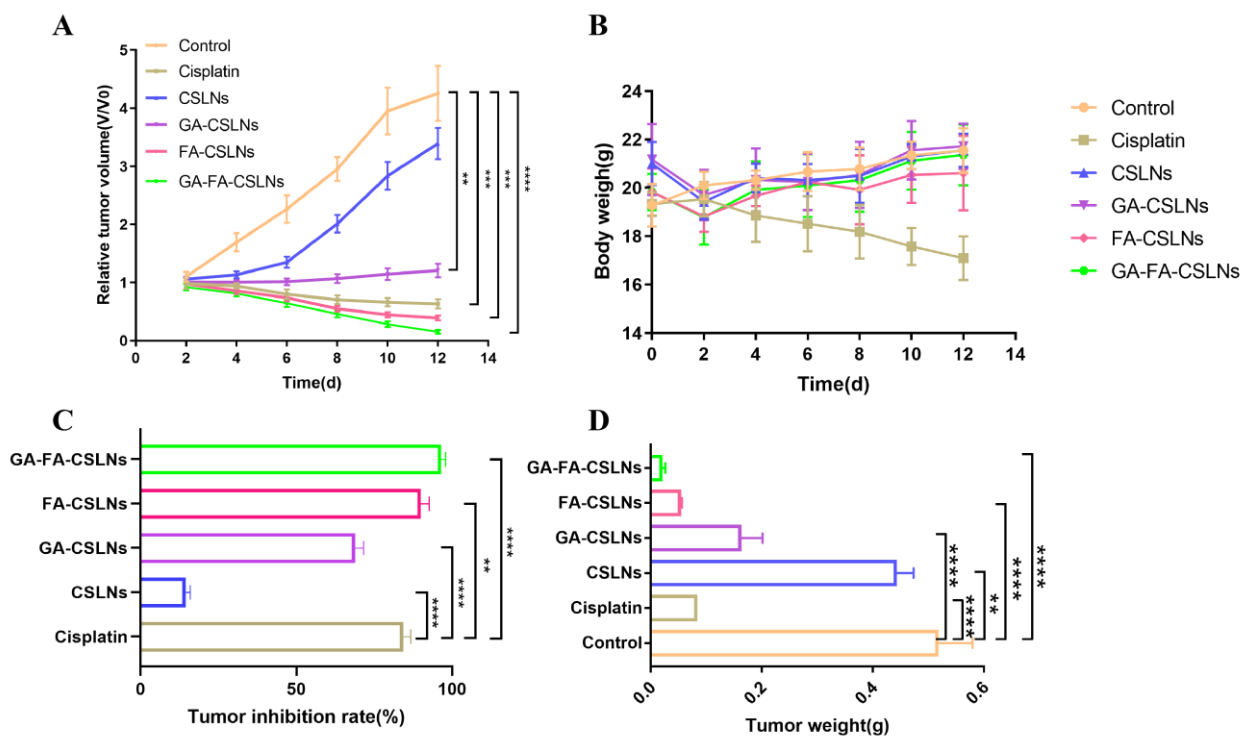 A
Relative tumor volume(V/V0)
5
4
3
2
1
0
0 2 4 6 8 10 12 14
Time(d)
Control
Cisplatin
CSLNs
GA-CSLNs
FA-CSLNs
GA-FA-CSLNs
**
***
***
****
B
Body weight(g)
24
22
20
18
16
14
0 2 4 6 8 10 12 14
Time(d)
Control
Cisplatin
CSLNs
GA-CSLNs
FA-CSLNs
GA-FA-CSLNs
C
GA-FA-CSLNs
FA-CSLNs
GA-CSLNs
CSLNs
Cisplatin
****
****
**
****
0 50 100
Tumor inhibition rate(%)
D
GA-FA-CSLNs
FA-CSLNs
GA-CSLNs
CSLNs
Cisplatin
Control
****
****
**
****
****
0.0 0.2 0.4 0.6
Tumor weight(g)